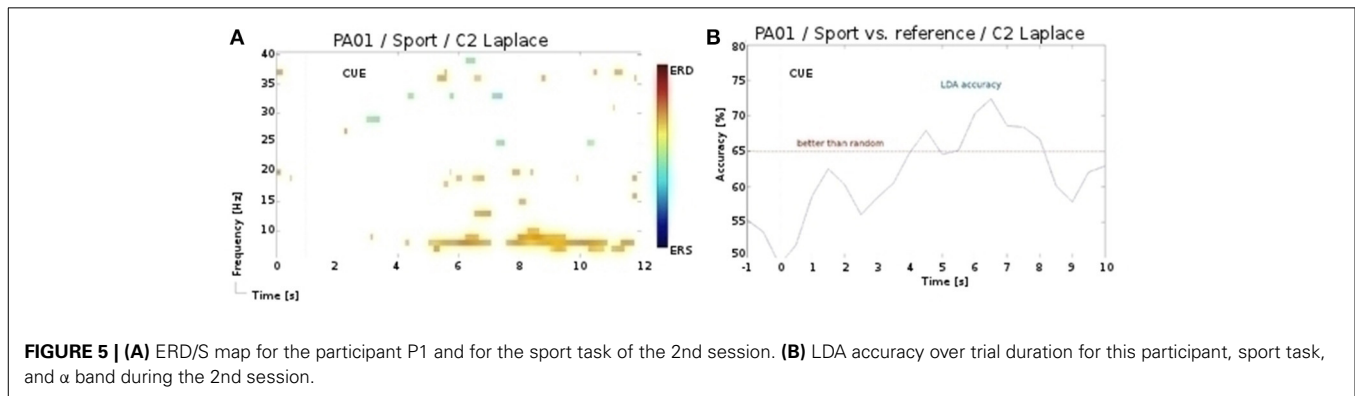 A
PA01 / Sport / C2 Laplace
40
35
30
25
20
15
10
Frequency [Hz]
CUE
0 2 4 6 8 10 12
Time [s]
ERD
ERS
B
PA01 / Sport vs. reference / C2 Laplace
80
75
70
65
60
55
50
Accuracy [%]
CUE
LDA accuracy
better than random
-1 0 1 2 3 4 5 6 7 8 9 10
Time [s]
FIGURE 5 | (A) ERD/S map for the participant P1 and for the sport task of the 2nd session. (B) LDA accuracy over trial duration for this participant, sport task,
and α band during the 2nd session.